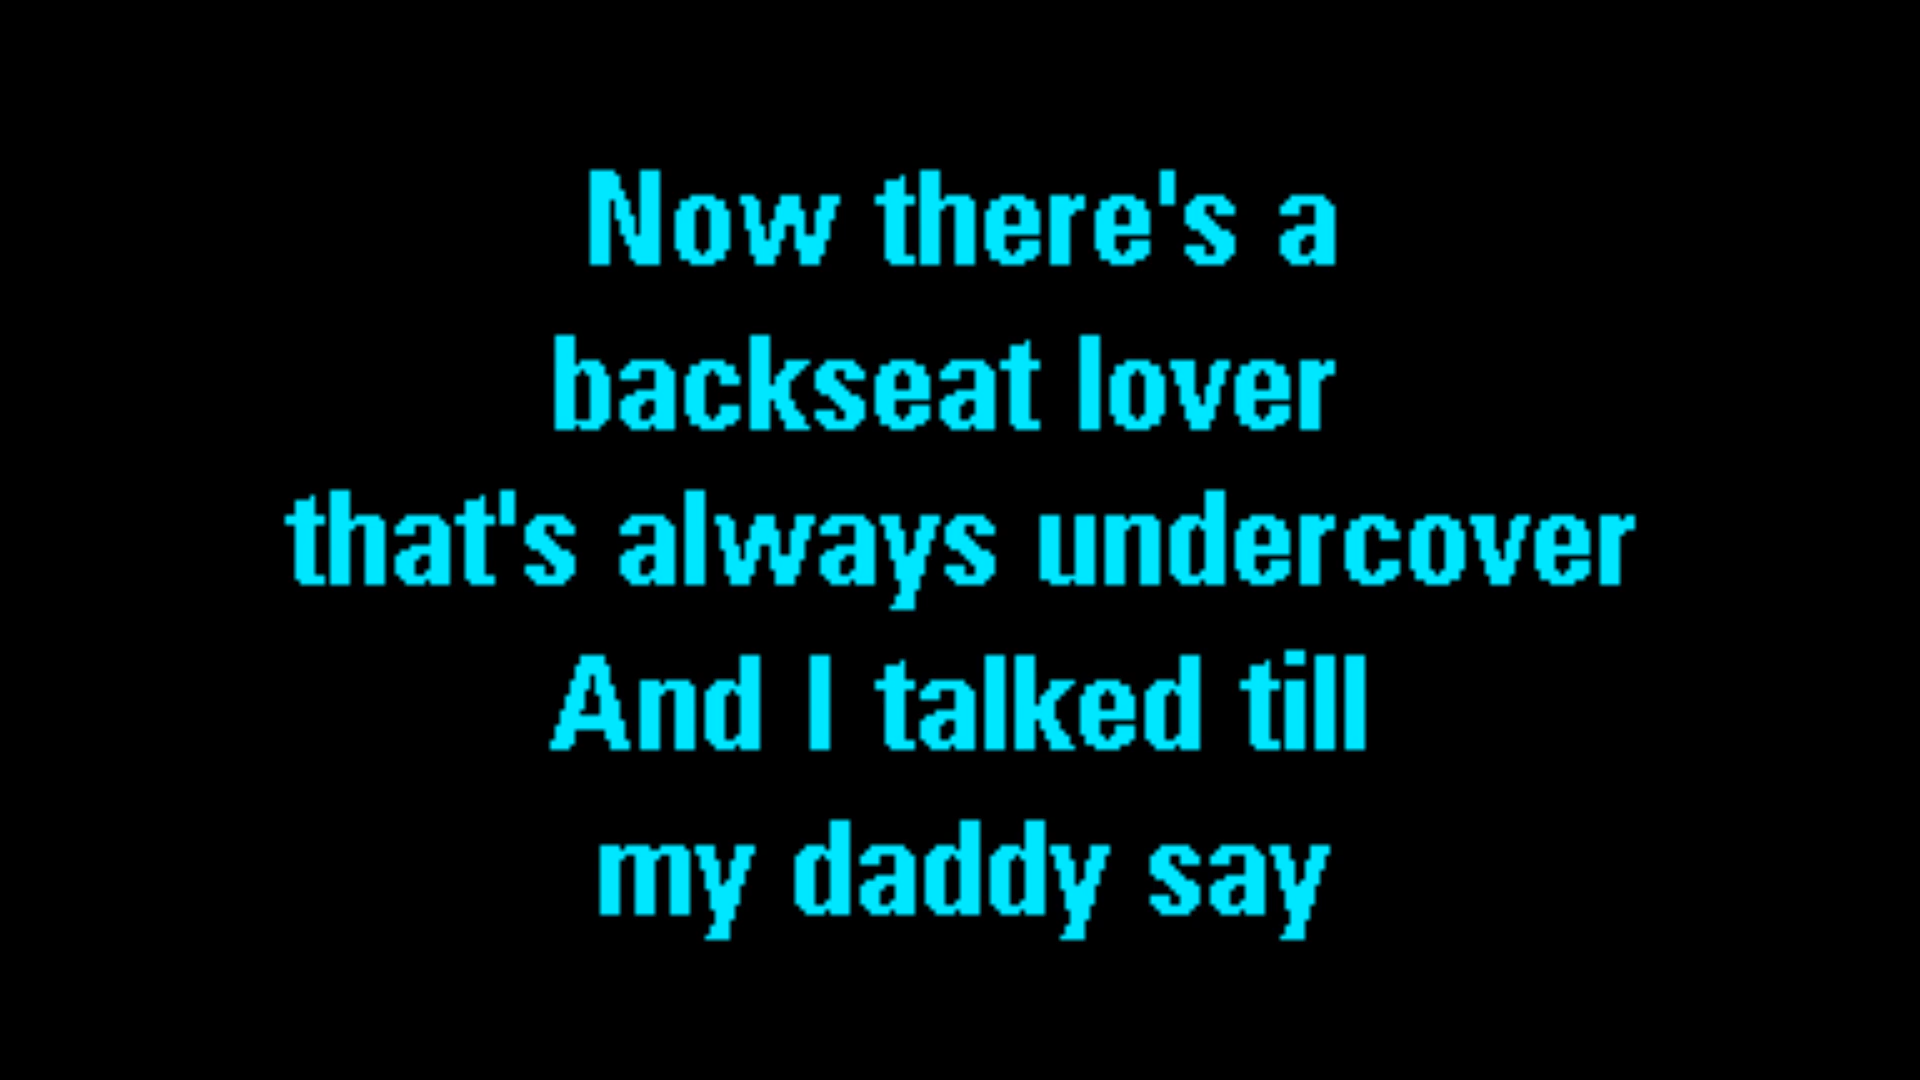 Now there's a
backseat lover
that's always undercover
And I talked till
my daddy say